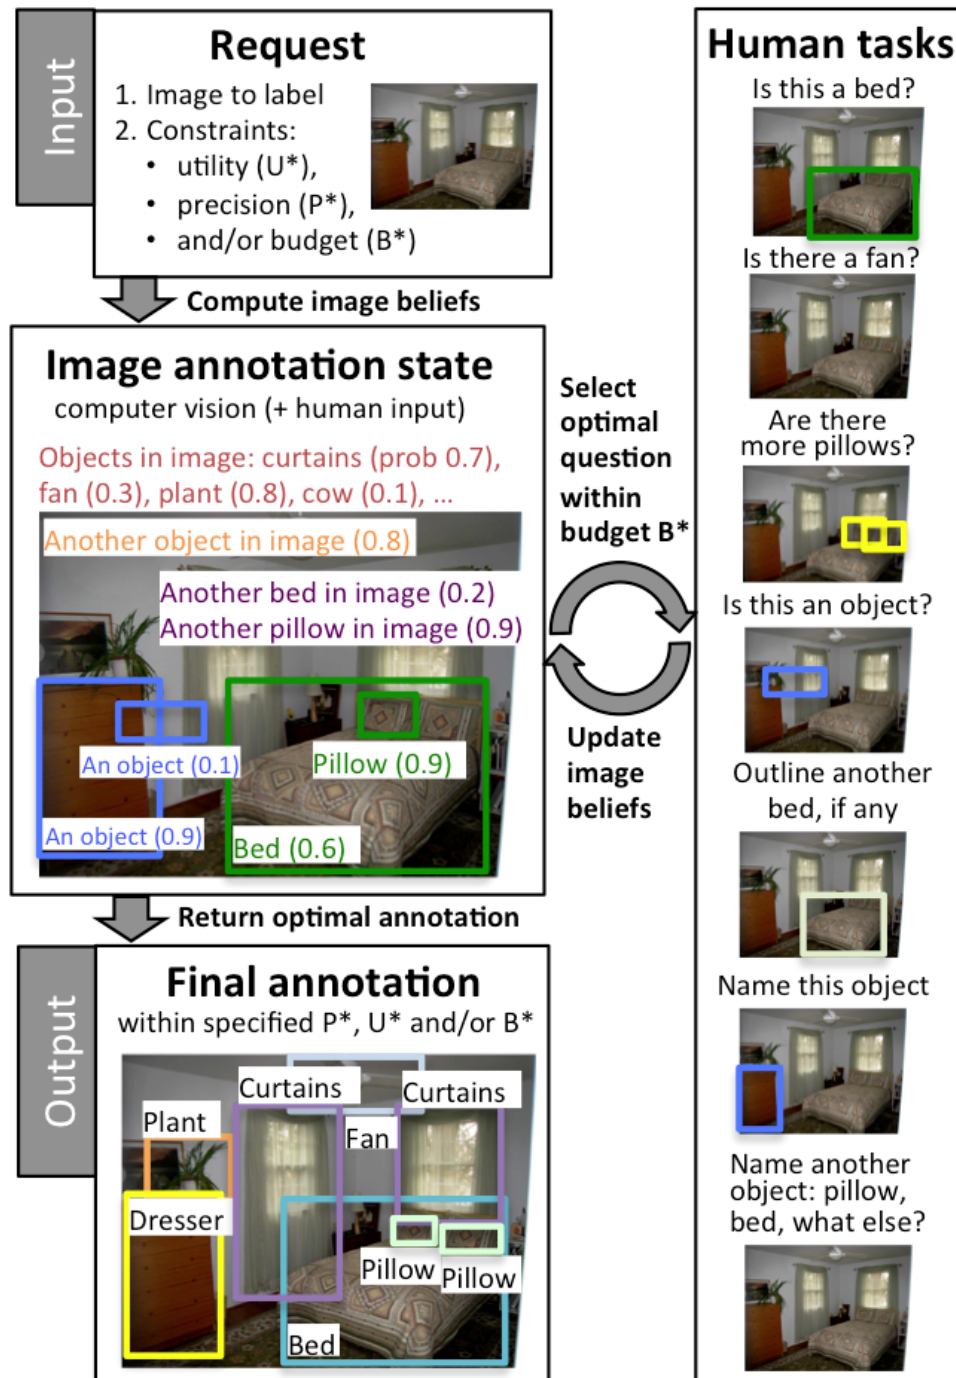 Input
Request
1. Image to label
2. Constraints:
• utility (U*),
• precision (P*),
• and/or budget (B*)
Compute image beliefs
Image annotation state
computer vision (+ human input)
Objects in image: curtains (prob 0.7),
fan (0.3), plant (0.8), cow (0.1), ...
Another object in image (0.8)
Another bed in image (0.2)
Another pillow in image (0.9)
An object (0.1)
Pillow (0.9)
An object (0.9)
Bed (0.6)
Select
optimal
question
within
budget B*
Update
image
beliefs
Return optimal annotation
Output
Final annotation
within specified P*, U* and/or B*
Curtains
Curtains
Plant
Fan
Dresser
Pillow
Pillow
Bed
Human tasks
Is this a bed?
Is there a fan?
Are there
more pillows?
Is this an object?
Outline another
bed, if any
Name this object
Name another
object: pillow,
bed, what else?